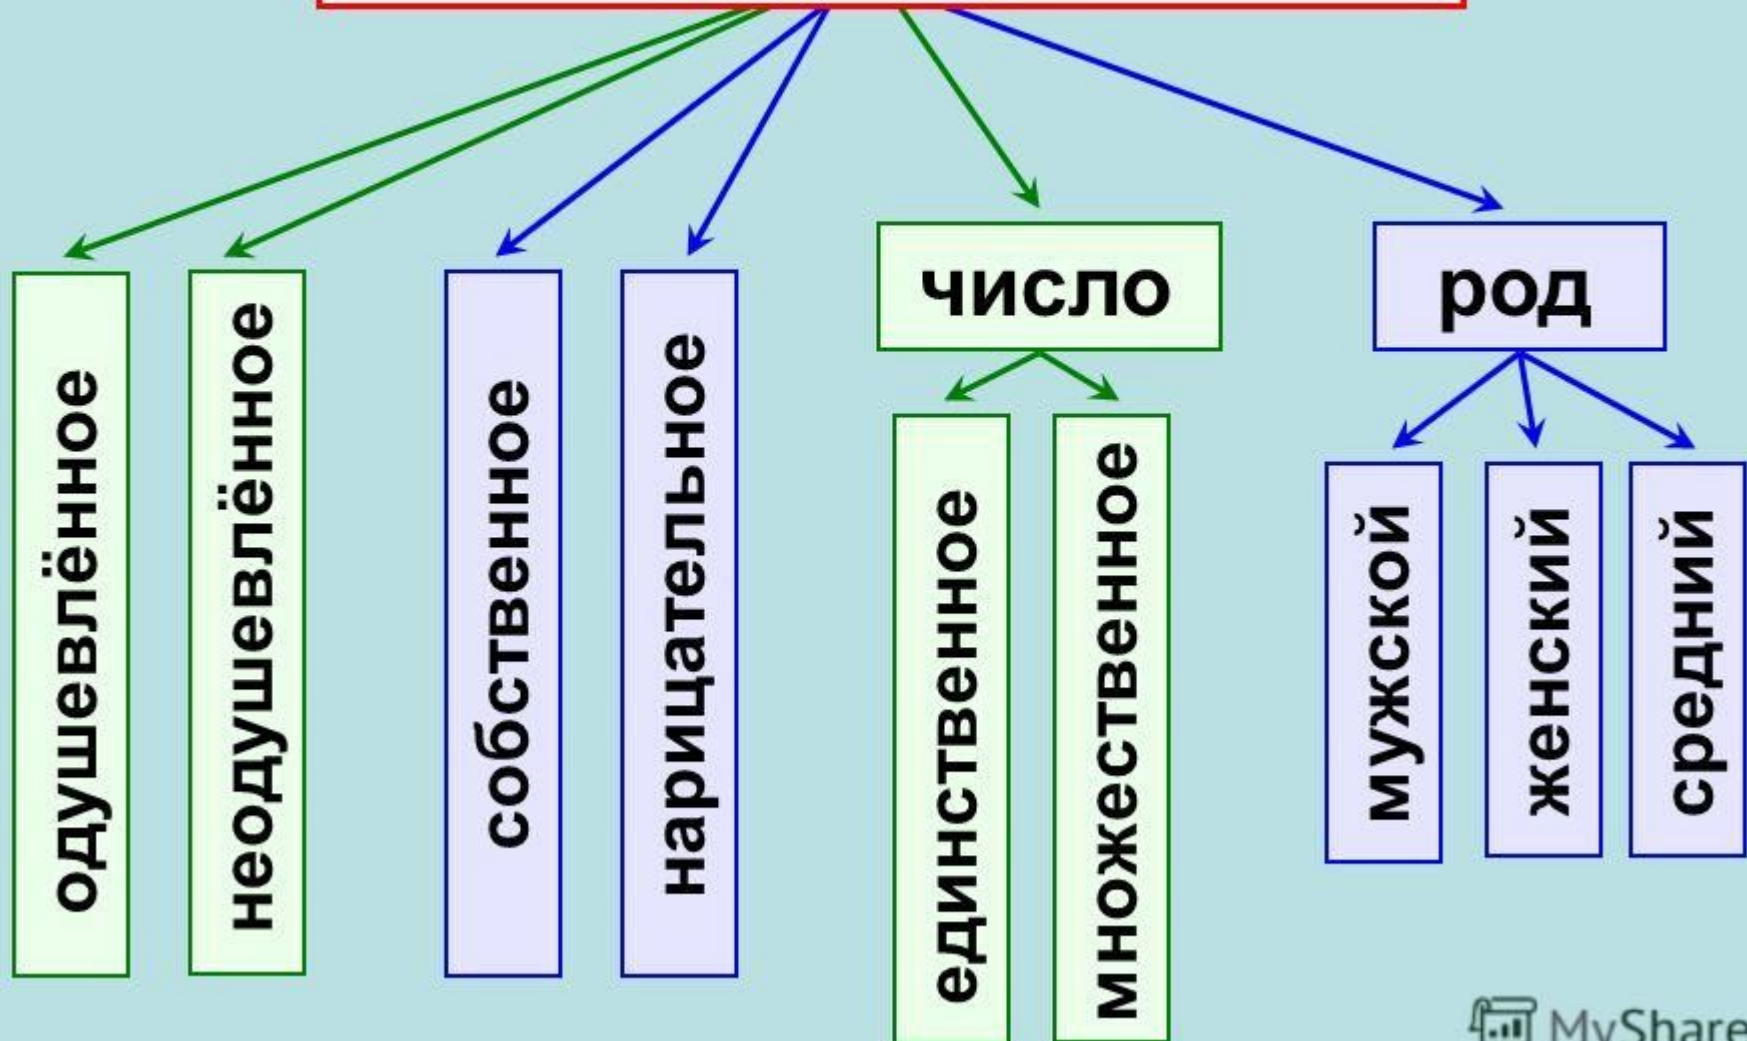 одушевлённое
неодушевлённое
собственное
нарицательное
число
единственное
множественное
род
мужской
женский
средний
MyShare